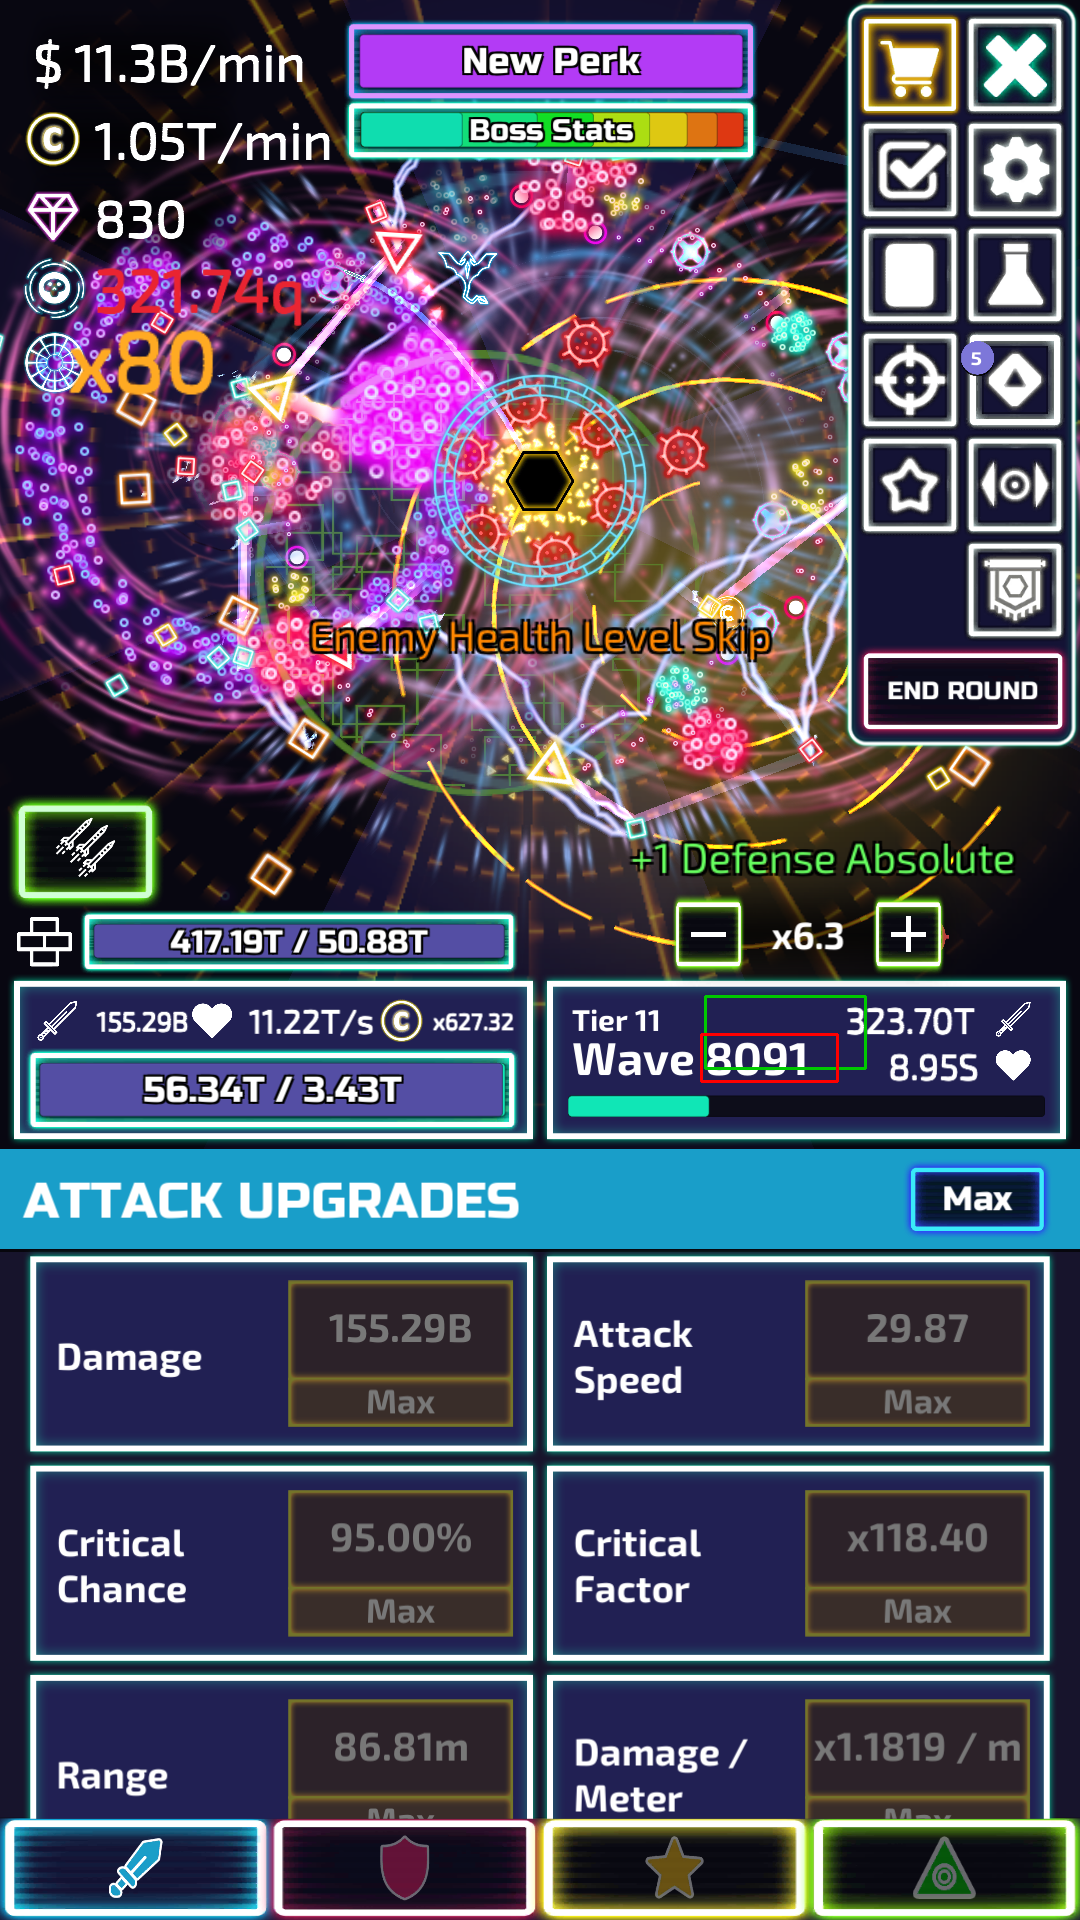 $ 11.3B/min
New Perk
Boss Stats
C 1.05T/min
830
321.74q
x80
5
END ROUND
Enemy Health Level Skip
+1 Defense Absolute
417.19T / 50.88T
x6.3
155.29B 11.22T/s C x627.32
56.34T / 3.43T
Tier 11 323.70T
Wave 8091 8.95S
ATTACK UPGRADES
Max
Damage
155.29B
Max
Attack
Speed
29.87
Max
Critical
Chance
95.00%
Max
Critical
Factor
x118.40
Max
Range
86.81m
Max
Damage /
Meter
x1.1819 / m
Max